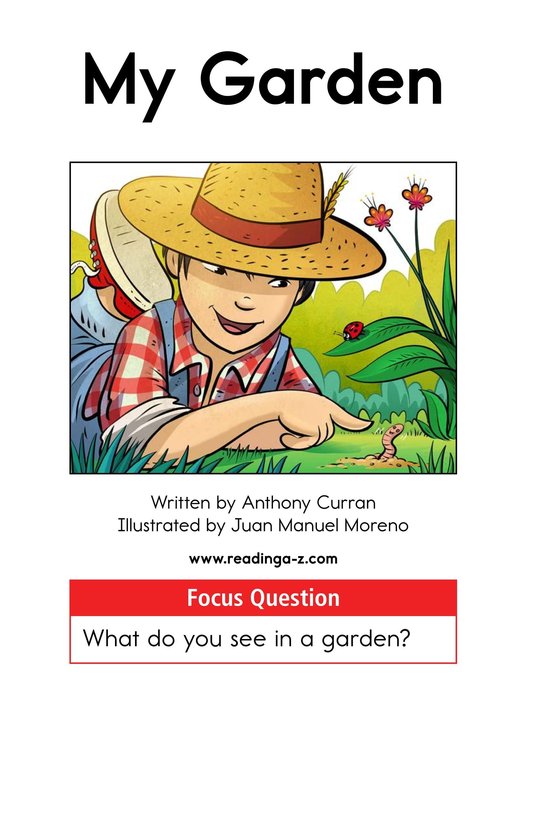 My Garden
Written by Anthony Curran
Illustrated by Juan Manuel Moreno
www.readinga-z.com
Focus Question
What do you see in a garden?